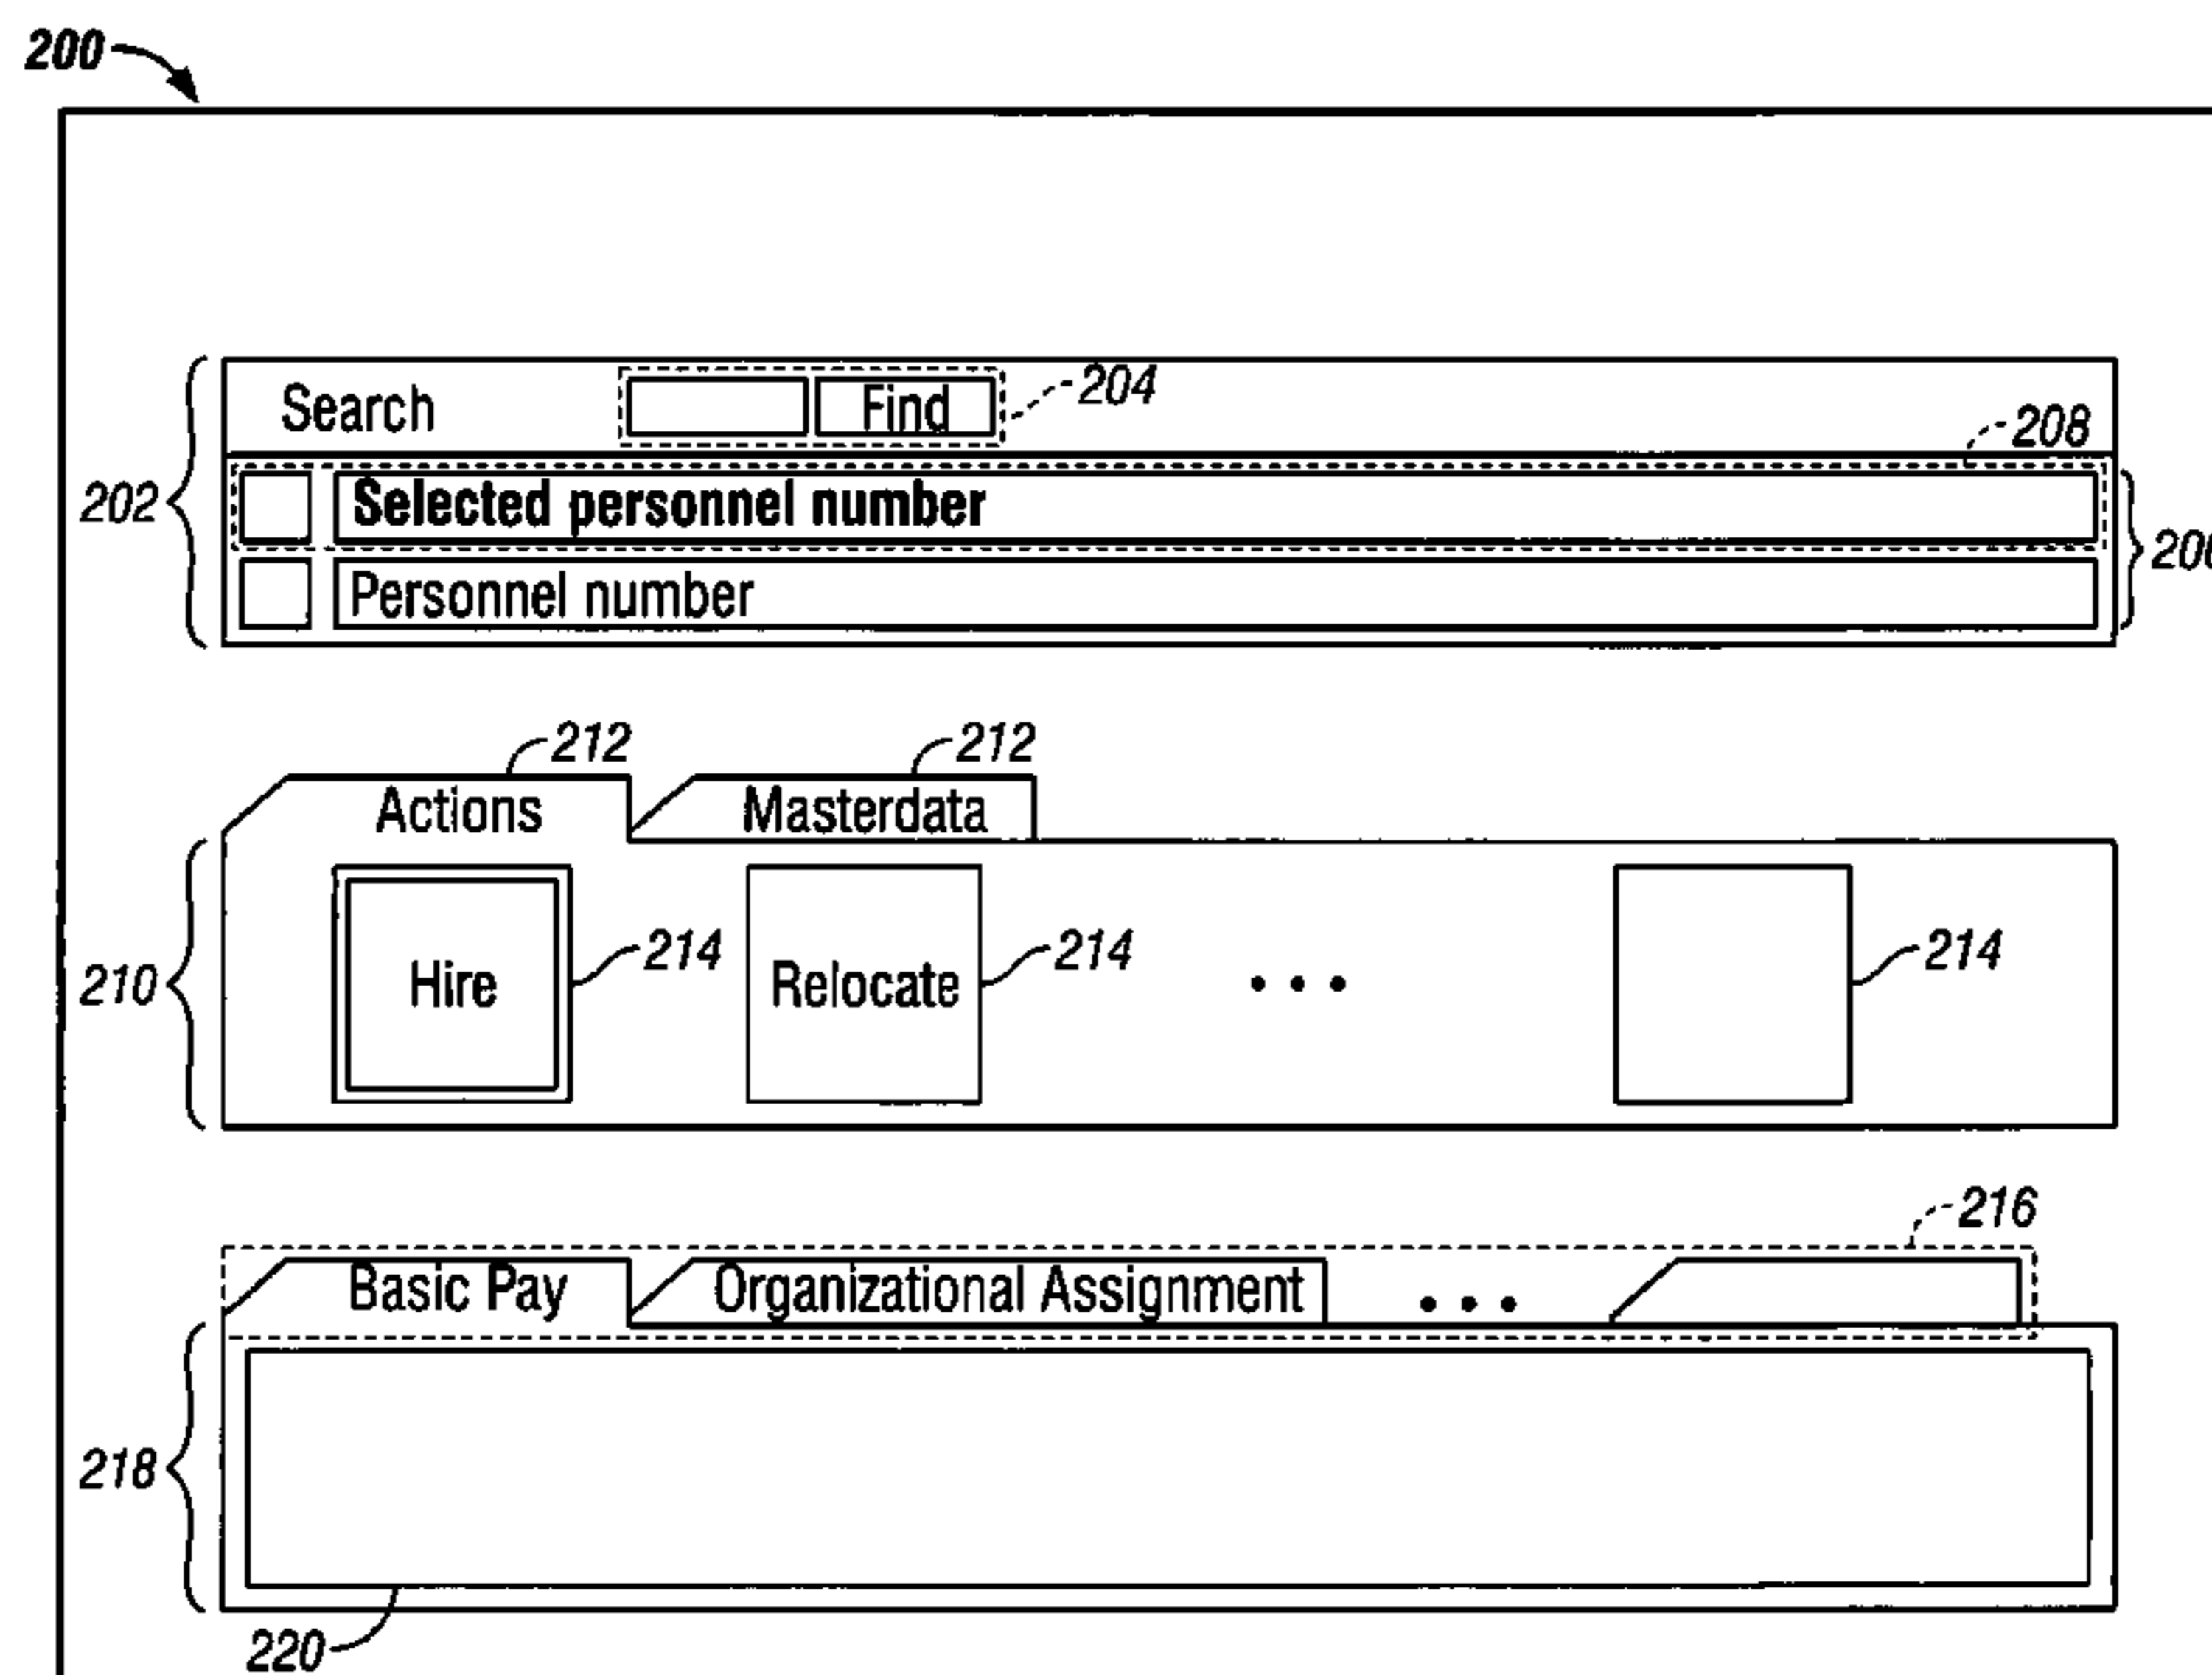 200
Search Find 204
208
202 Selected personnel number
Personnel number
212 212
Actions Masterdata
210 Hire 214 Relocate 214 • • • 214
216
Basic Pay Organizational Assignment • • •
218
220